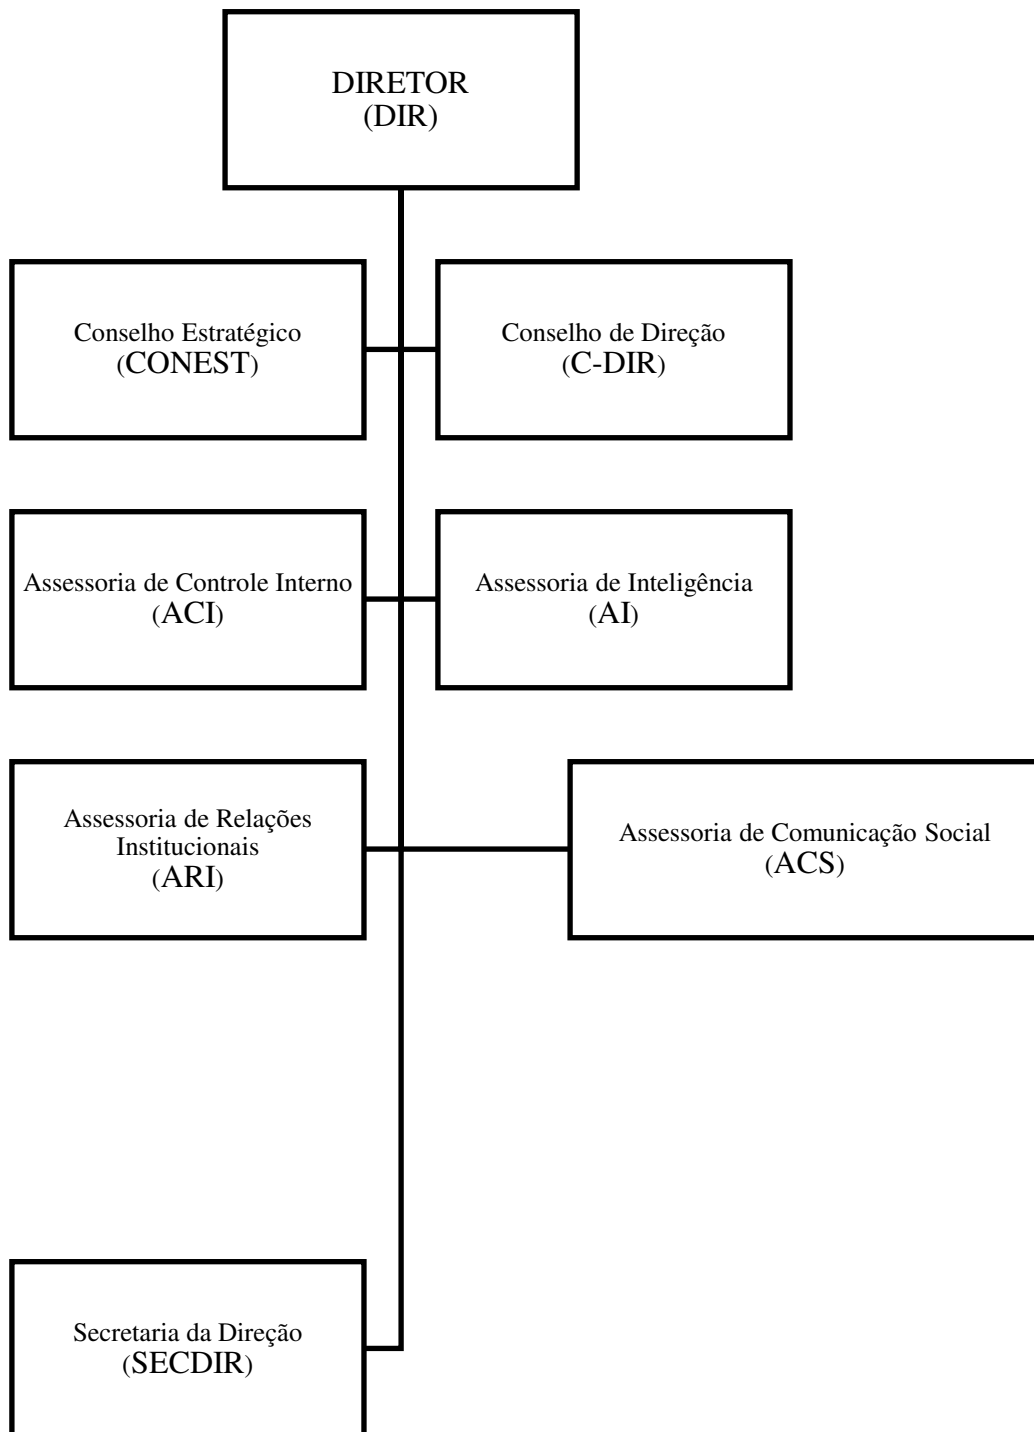 DIRETOR
(DIR)
Conselho Estratégico
(CONEST)
Conselho de Direção
(C-DIR)
Assessoria de Controle Interno
(ACI)
Assessoria de Inteligência
(AI)
Assessoria de Relações
Institucionais
(ARI)
Assessoria de Comunicação Social
(ACS)
Secretaria da Direção
(SECDIR)